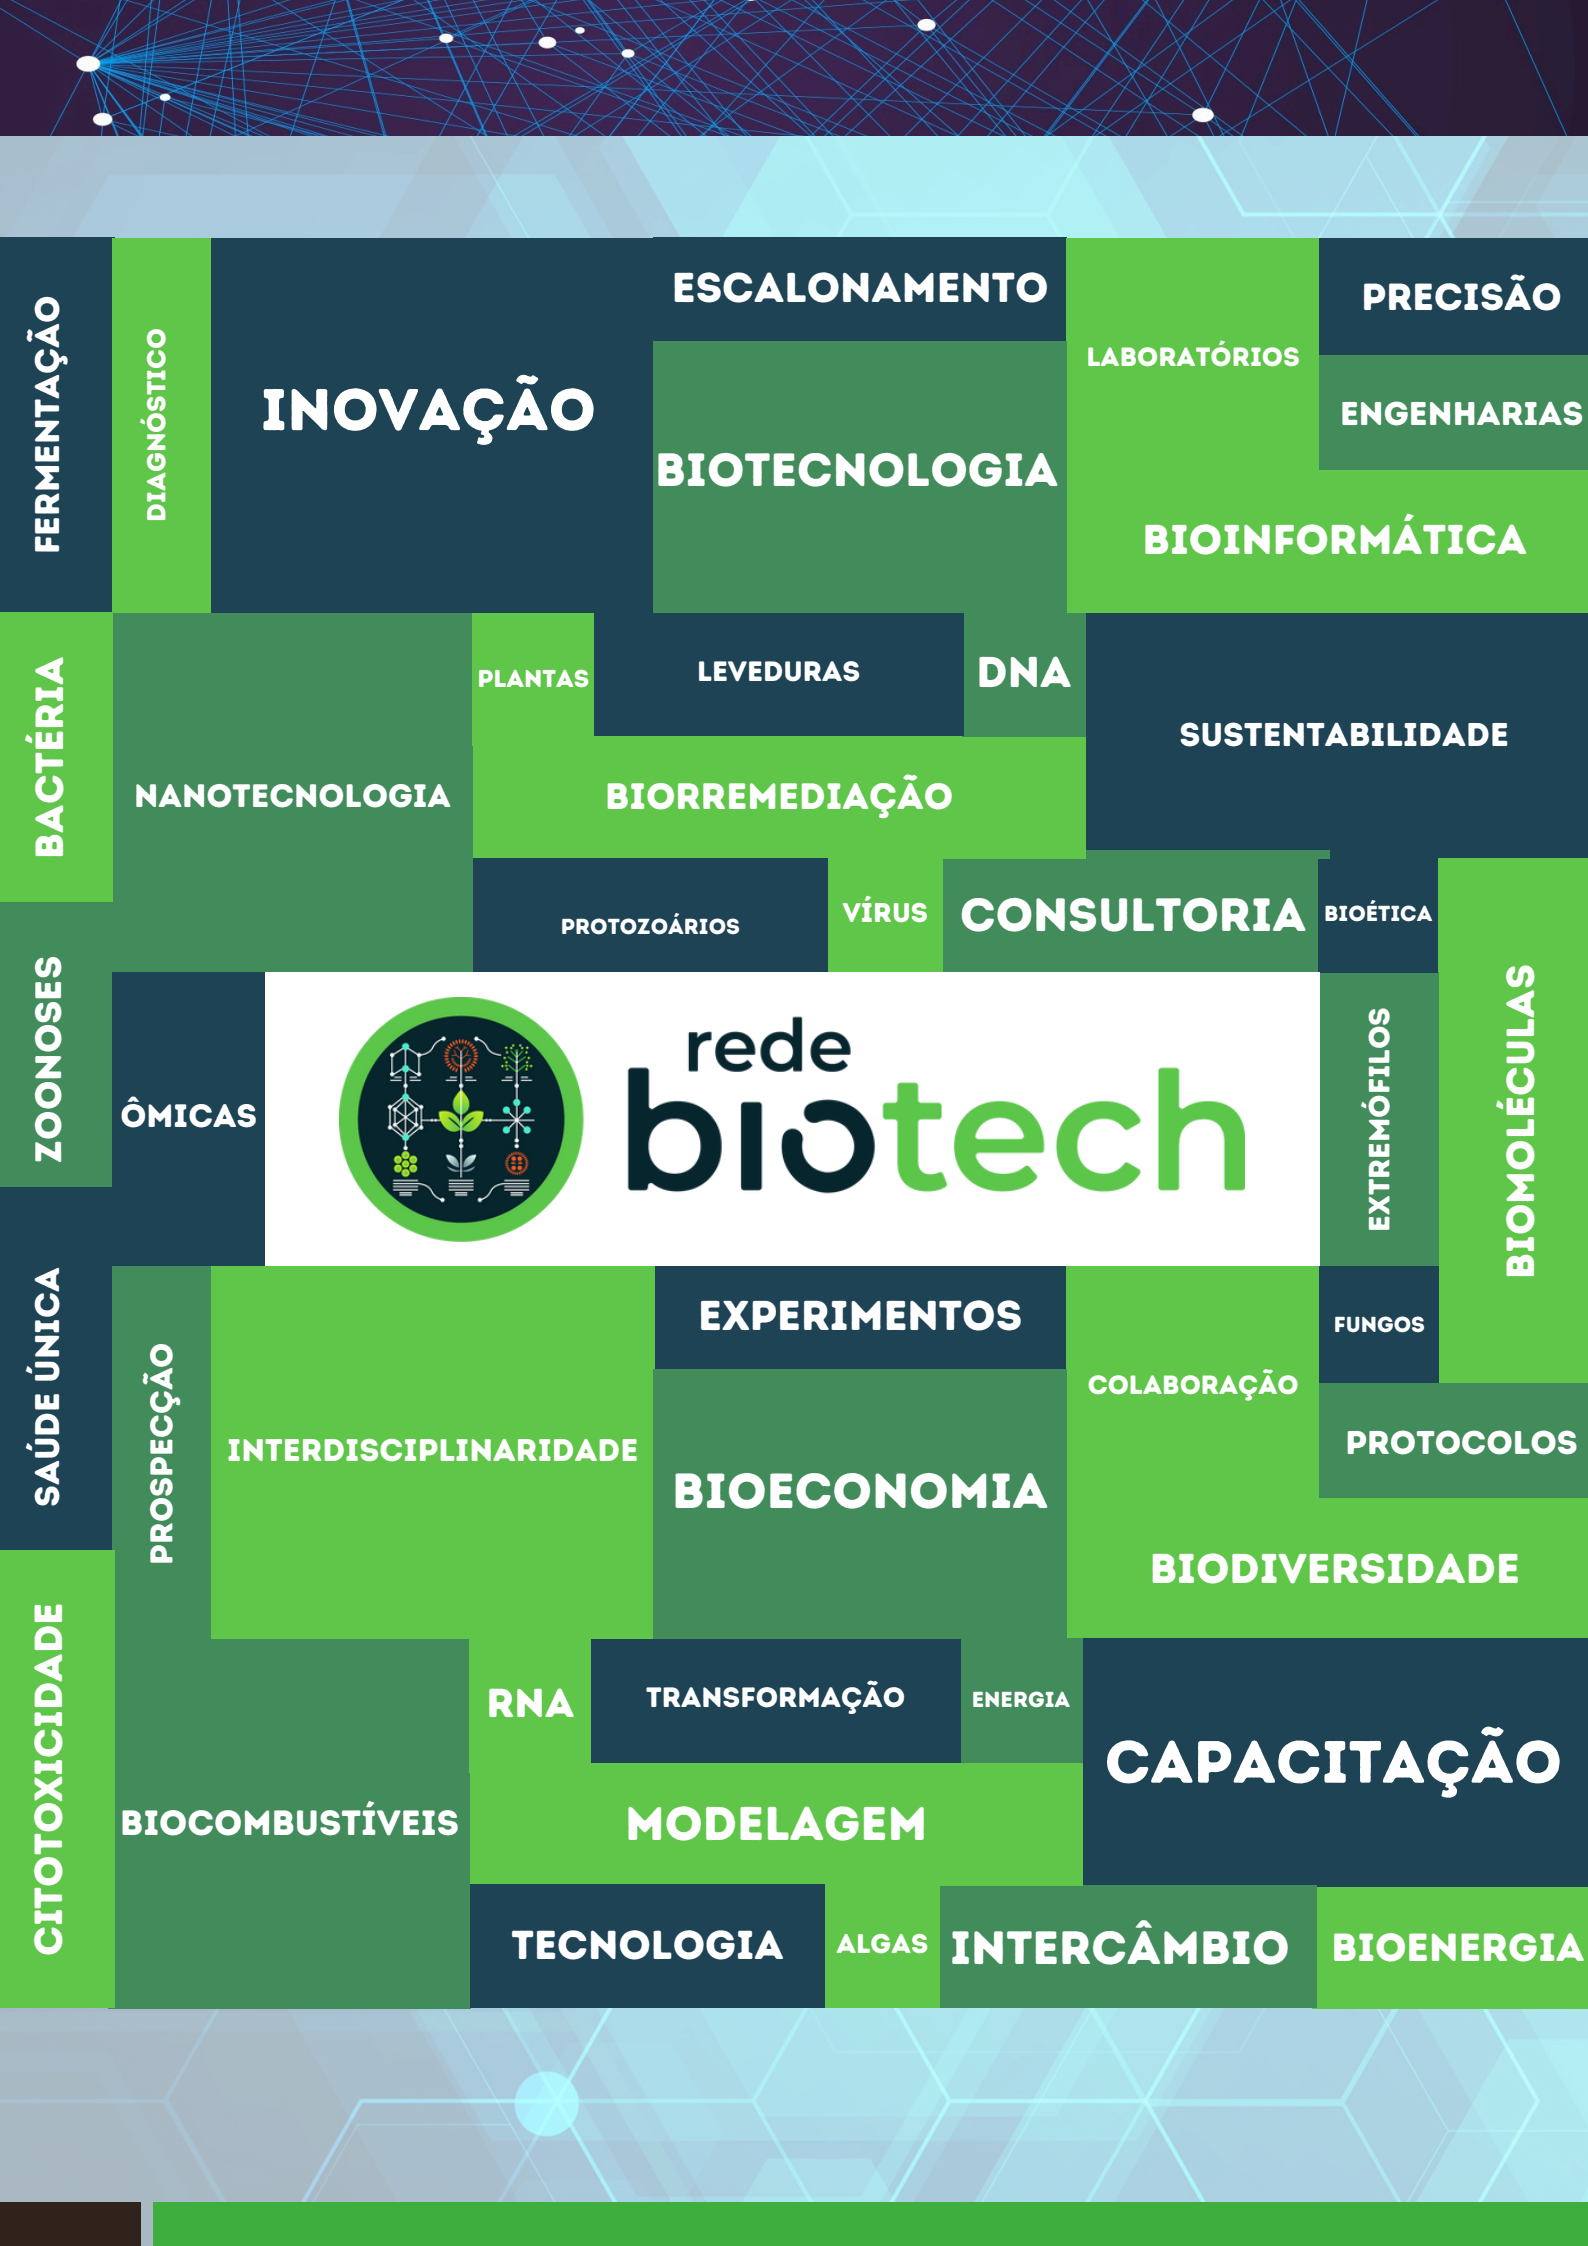 FERMENTAÇÃO
DIAGNÓSTICO
INOVAÇÃO
ESCALONAMENTO
BIOTECNOLOGIA
LABORATÓRIOS
PRECISÃO
ENGENHARIAS
BIOINFORMÁTICA
BACTÉRIA
NANOTECNOLOGIA
PLANTAS
LEVEDURAS
DNA
SUSTENTABILIDADE
BIORREMEDIAÇÃO
PROTOZOÁRIOS
VÍRUS
CONSULTORIA
BIOÉTICA
BIOMOLÉCULAS
ZOONOSES
ÔMICAS
rede
biotech
EXTREMÓFILOS
SAÚDE ÚNICA
PROSPECÇÃO
INTERDISCIPLINARIDADE
EXPERIMENTOS
BIOECONOMIA
COLABORAÇÃO
FUNGOS
PROTOCOLOS
BIODIVERSIDADE
CITOTOXICIDADE
BIOCOMBUSTÍVEIS
RNA
TRANSFORMAÇÃO
ENERGIA
CAPACITAÇÃO
MODELAGEM
TECNOLOGIA
ALGAS
INTERCÂMBIO
BIOENERGIA